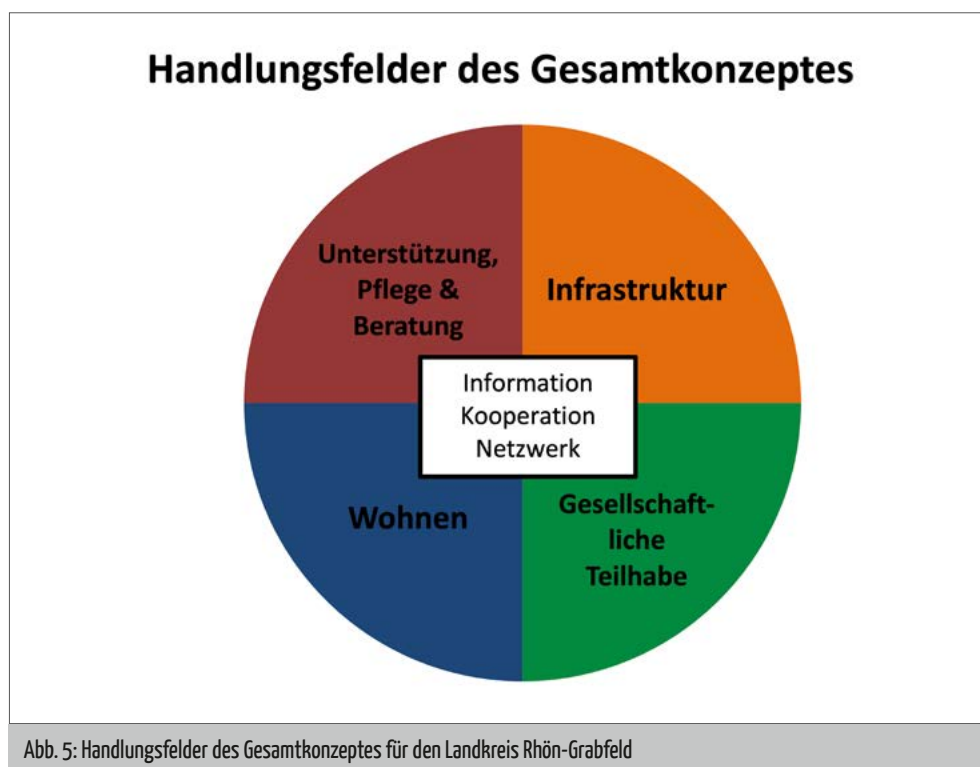 Handlungsfelder des Gesamtkonzeptes
Unterstützung,
Pflege &
Beratung
Infrastruktur
Information
Kooperation
Netzwerk
Wohnen
Gesellschaft-
liche
Teilhabe
Abb. 5: Handlungsfelder des Gesamtkonzeptes für den Landkreis Rhön-Grabfeld